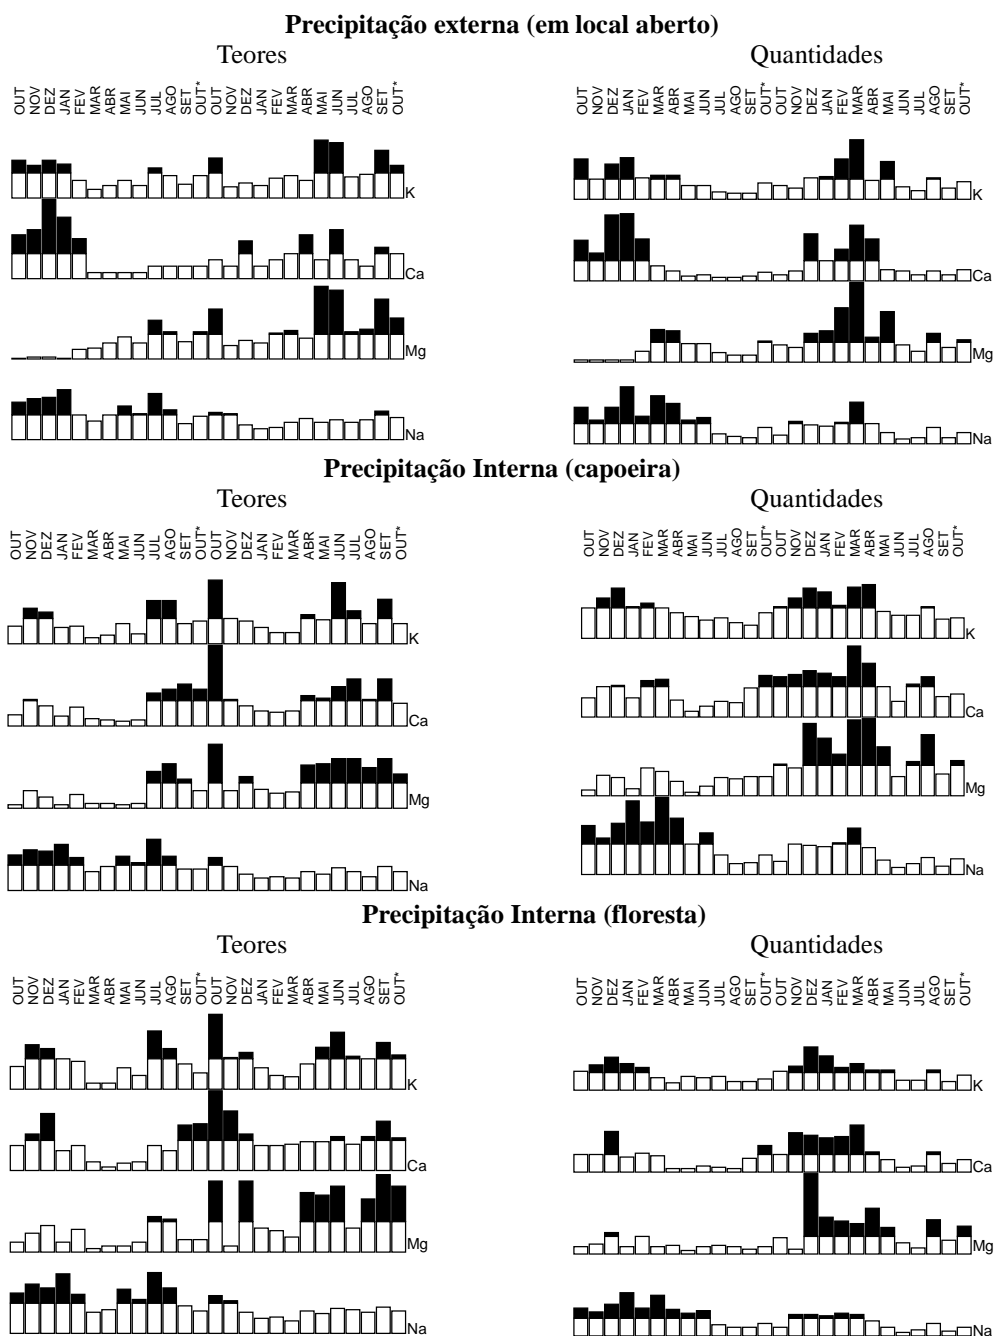 Precipitação externa (em local aberto)
Teores
Quantidades
OUT NOV DEZ JAN FEV MAR ABR MAI JUN JUL AGO SET OUT* OUT NOV DEZ JAN FEV MAR ABR MAI JUN JUL AGO SET OUT*
OUT NOV DEZ JAN FEV MAR ABR MAI JUN JUL AGO SET OUT* OUT NOV DEZ JAN FEV MAR ABR MAI JUN JUL AGO SET OUT*
K
K
Ca
Ca
Mg
Mg
Na
Na
Precipitação Interna (capoeira)
Teores
Quantidades
OUT NOV DEZ JAN FEV MAR ABR MAI JUN JUL AGO SET OUT* OUT NOV DEZ JAN FEV MAR ABR MAI JUN JUL AGO SET OUT*
OUT NOV DEZ JAN FEV MAR ABR MAI JUN JUL AGO SET OUT* OUT NOV DEZ JAN FEV MAR ABR MAI JUN JUL AGO SET OUT*
K
K
Ca
Ca
Mg
Mg
Na
Na
Precipitação Interna (floresta)
Teores
Quantidades
OUT NOV DEZ JAN FEV MAR ABR MAI JUN JUL AGO SET OUT* OUT NOV DEZ JAN FEV MAR ABR MAI JUN JUL AGO SET OUT*
OUT NOV DEZ JAN FEV MAR ABR MAI JUN JUL AGO SET OUT* OUT NOV DEZ JAN FEV MAR ABR MAI JUN JUL AGO SET OUT*
K
K
Ca
Ca
Mg
Mg
Na
Na